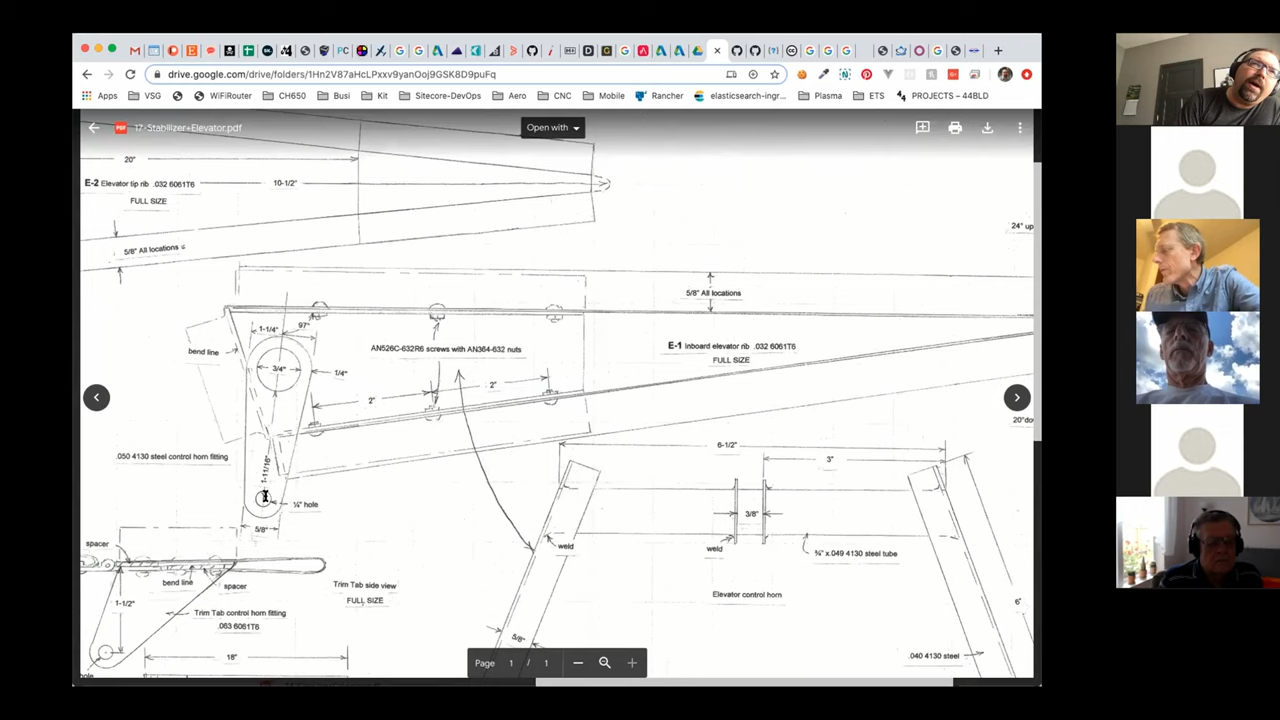 drive.google.com/drive/folders/1Hn2V87aHcLPxxv9yanOoj9GSK8D9puFq
Apps VSG WiFiRouter CH650 Busi Kit Sitecore-DevOps Aero CNC Mobile Rancher elasticsearch-ingr... Plasma ETS PROJECTS – 44BLD
PDF 17-Stabilizer+Elevator.pdf
Open with
20"
E-2 Elevator tip rib .032 6061T6
FULL SIZE
10-1/2"
24" up
5/8" All locations
5/8" All locations
1-1/4" 97°
bend line
3/4"
1/4"
AN526C-632R6 screws with AN364-632 nuts
E-1 Inboard elevator rib .032 6061T6
FULL SIZE
2"
2"
20"
6-1/2"
3"
.050 4130 steel control horn fitting
1-11/16"
¼" hole
5/8"
3/8"
spacer
weld
weld
¾" x.049 4130 steel tube
bend line
spacer
Trim Tab side view
FULL SIZE
Elevator control horn
1-1/2"
Trim Tab control horn fitting
.063 6061T6
6"
5/8"
18"
.040 4130 steel
hole
Page 1 / 1